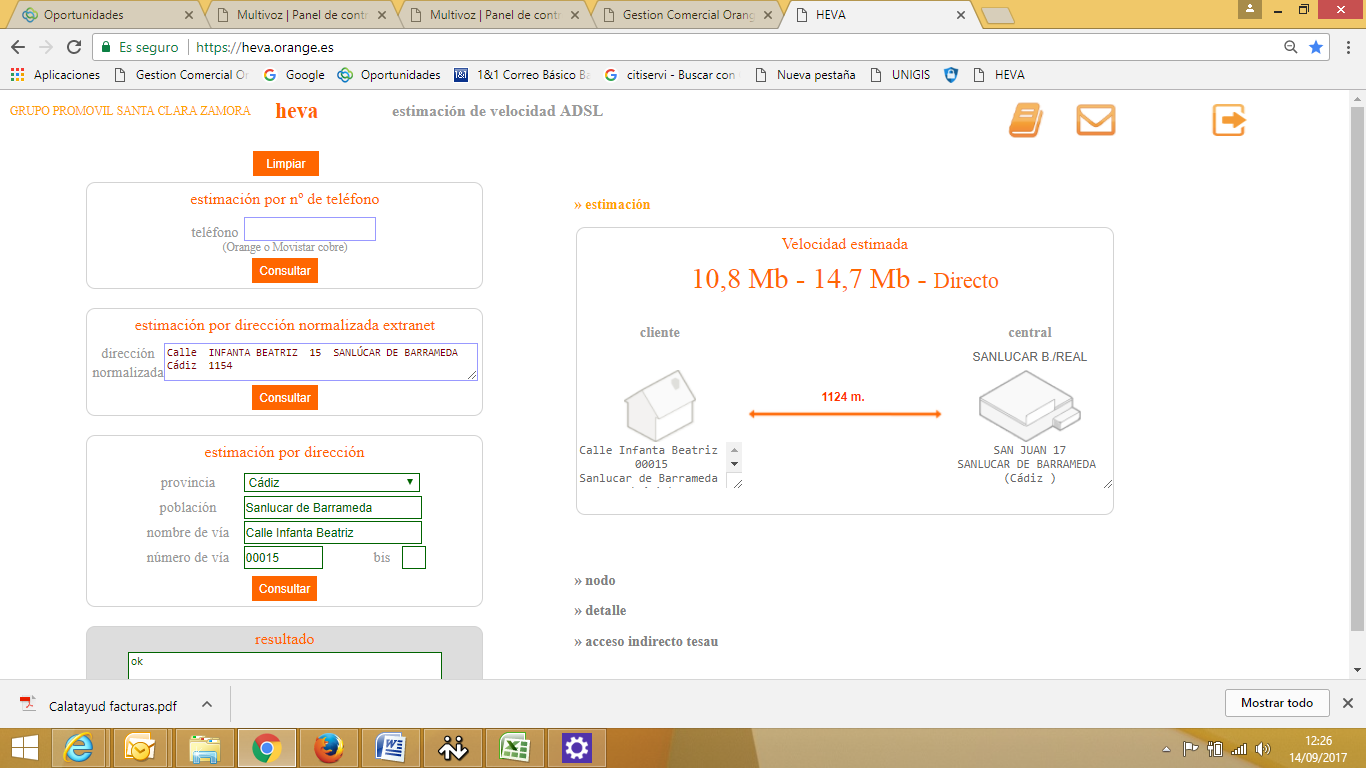 Oportunidades
Multivoz | Panel de contr
Multivoz | Panel de contr
Gestion Comercial Orang
HEVA
Es seguro
https://heva.orange.es
Aplicaciones
Gestion Comercial Or
Google
Oportunidades
1&1
1&1 Correo Básico Ba
citiservi - Buscar con
Nueva pestaña
UNIGIS
HEVA
GRUPO PROMOVIL SANTA CLARA ZAMORA
heva
estimación de velocidad ADSL
Limpiar
estimación por nº de teléfono
teléfono
(Orange o Movistar cobre)
Consultar
estimación por dirección normalizada extranet
dirección
normalizada
Calle INFANTA BEATRIZ 15 SANLÚCAR DE BARRAMEDA
Cádiz 1154
Consultar
estimación por dirección
provincia
Cádiz
población
Sanlucar de Barrameda
nombre de vía
Calle Infanta Beatriz
número de vía
00015
bis
Consultar
resultado
ok
» estimación
Velocidad estimada
10,8 Mb - 14,7 Mb - Directo
cliente
central
SANLUCAR B./REAL
1124 m.
Calle Infanta Beatriz
00015
Sanlucar de Barrameda
SAN JUAN 17
SANLUCAR DE BARRAMEDA
(Cádiz )
» nodo
» detalle
» acceso indirecto tesau
Calatayud facturas.pdf
Mostrar todo
12:26
14/09/2017